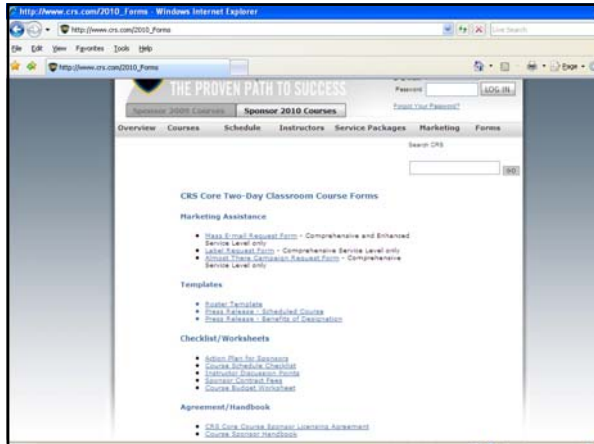 http://www.crs.com/2010_Forms - Windows Internet Explorer
http://www.crs.com/2010_Forms
Live Search
File Edit View Favorites Tools Help
http://www.crs.com/2010_Forms
Page
THE PROVEN PATH TO SUCCESS
Password
LOG IN
Forgot Your Password?
Sponsor 2009 Courses Sponsor 2010 Courses
Overview Courses Schedule Instructors Service Packages Marketing Forms
Search CRS
GO
CRS Core Two-Day Classroom Course Forms
Marketing Assistance
Mass E-mail Request Form - Comprehensive and Enhanced
Service Level only
Label Request Form - Comprehensive Service Level only
Almost There Campaign Request Form - Comprehensive
Service Level only
Templates
Roster Template
Press Release - Scheduled Course
Press Release - Benefits of Designation
Checklist/Worksheets
Action Plan for Sponsors
Course Schedule Checklist
Instructor Discussion Points
Sponsor Contract Fees
Course Budget Worksheet
Agreement/Handbook
CRS Core Course Sponsor Licensing Agreement
Course Sponsor Handbook